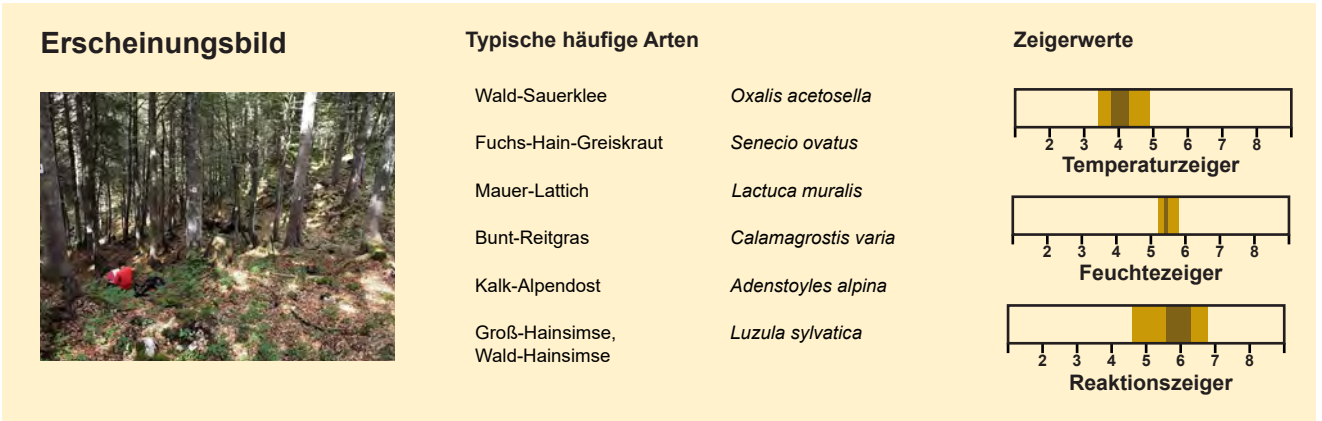 Erscheinungsbild
Typische häufige Arten
Wald-Sauerklee Oxalis acetosella
Fuchs-Hain-Greiskraut Senecio ovatus
Mauer-Lattich Lactuca muralis
Bunt-Reitgras Calamagrostis varia
Kalk-Alpendost Adenstoyles alpina
Groß-Hainsimse, Luzula sylvatica
Wald-Hainsimse
Zeigerwerte
2 3 4 5 6 7 8
Temperaturzeiger
2 3 4 5 6 7 8
Feuchtezeiger
2 3 4 5 6 7 8
Reaktionszeiger